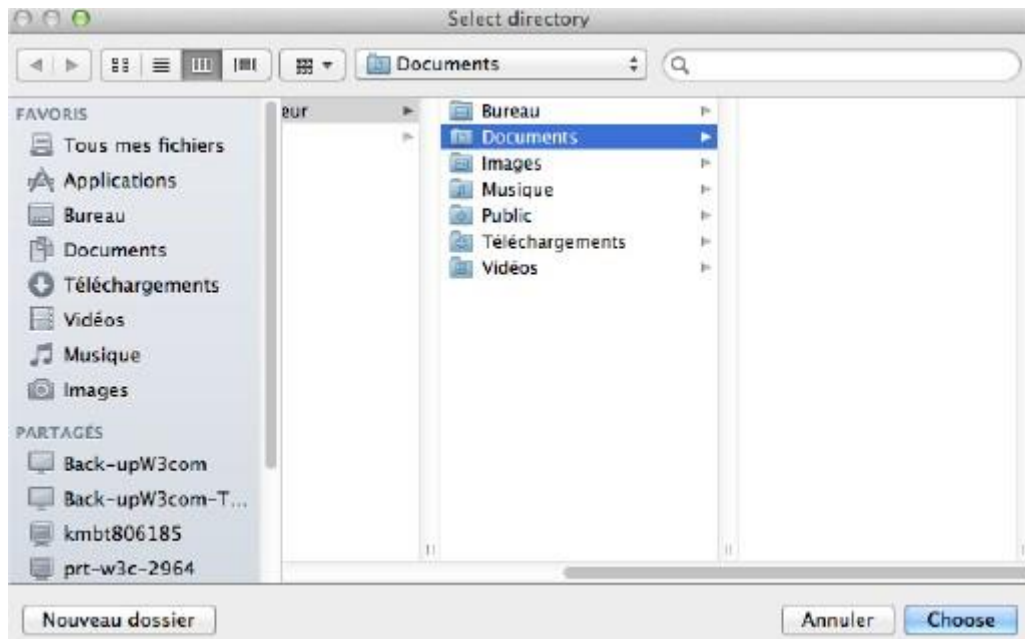 Select directory
Documents
FAVORIS
Tous mes fichiers
Applications
Bureau
Documents
Téléchargements
Vidéos
Musique
Images
PARTAGÉS
Back-upW3com
Back-upW3com-T...
kmbt806185
prt-w3c-2964
eur
Bureau
Documents
Images
Musique
Public
Téléchargements
Vidéos
Nouveau dossier
Annuler
Choose